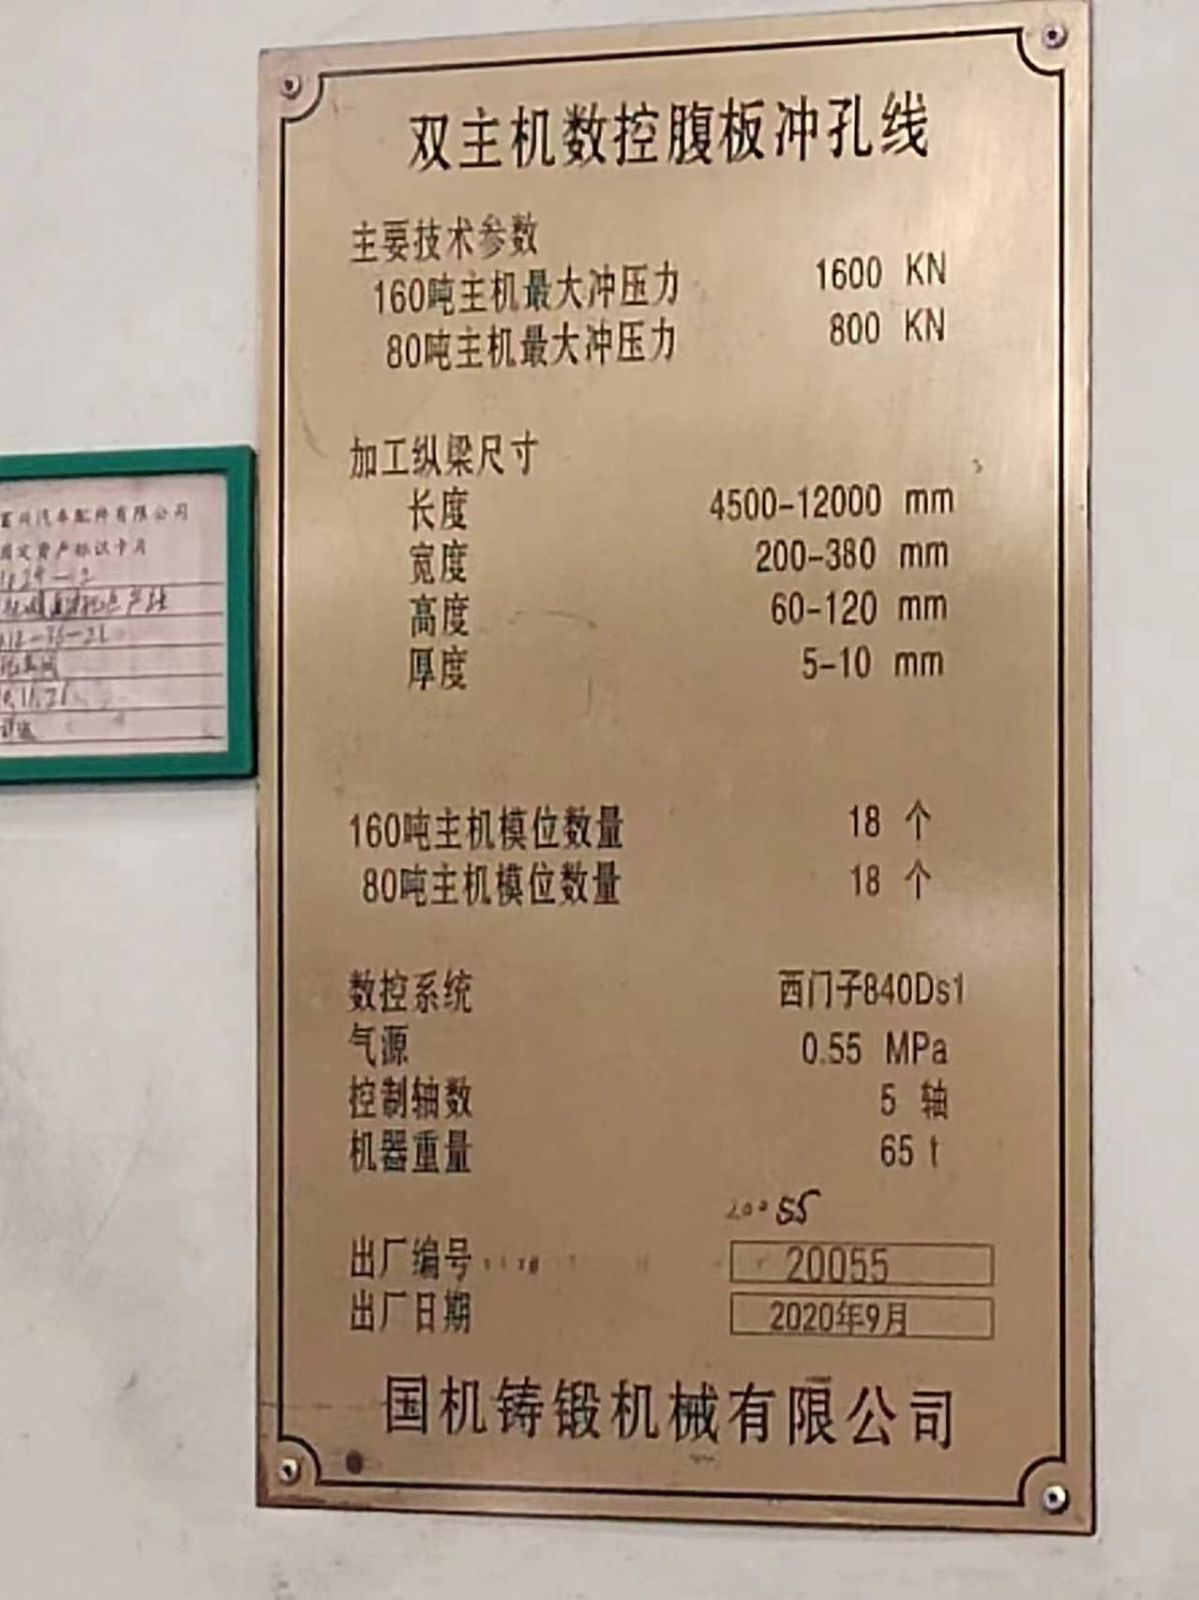 双主机数控腹板冲孔线
主要技术参数
160吨主机最大冲压力 1600 KN
80吨主机最大冲压力 800 KN
加工纵梁尺寸
长度 4500-12000 mm
宽度 200-380 mm
高度 60-120 mm
厚度 5-10 mm
160吨主机模位数量 18 个
80吨主机模位数量 18 个
数控系统 西门子840Ds1
气源 0.55 MPa
控制轴数 5 轴
机器重量 65 t
20055
出厂编号 20055
出厂日期 2020年9月
国机铸锻机械有限公司
汽车配件有限公司
固定资产标识卡片